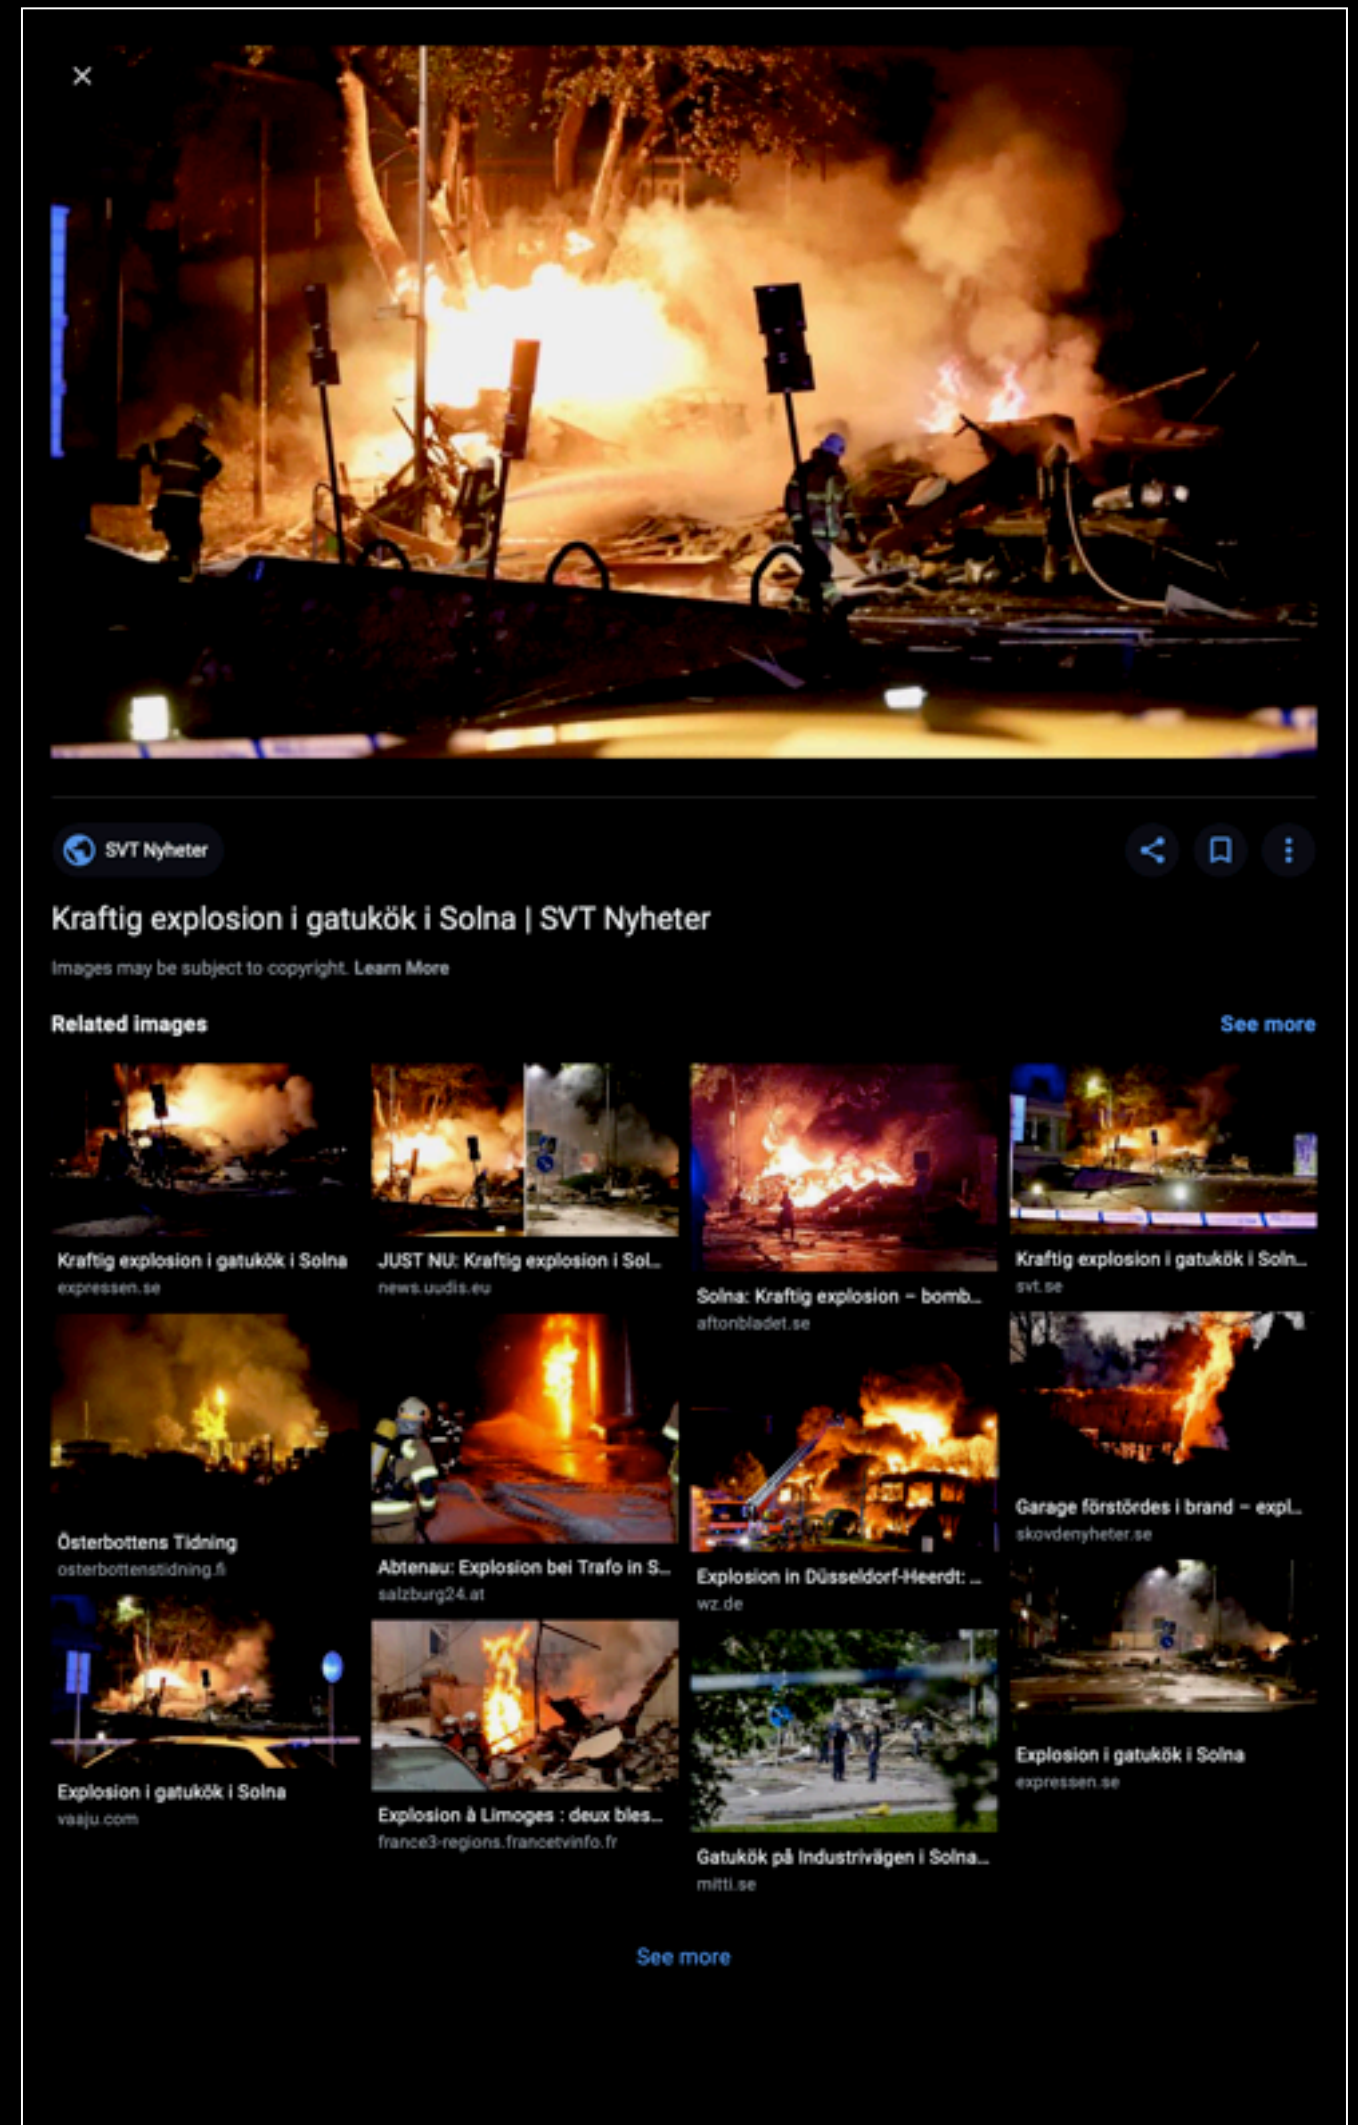 SVT Nyheter
Kraftig explosion i gatukök i Solna | SVT Nyheter
Images may be subject to copyright. Learn More
Related images
See more
Kraftig explosion i gatukök i Solna
expressen.se
JUST NU: Kraftig explosion i Sol...
news.uudis.eu
Solna: Kraftig explosion – bomb...
aftonbladet.se
Kraftig explosion i gatukök i Soln...
svt.se
Österbottens Tidning
osterbottenstidning.fi
Abtenau: Explosion bei Trafo in S...
salzburg24.at
Explosion in Düsseldorf-Heerdt: ...
wz.de
Garage förstördes i brand – expl...
skovdenyheter.se
Explosion i gatukök i Solna
vaaju.com
Explosion à Limoges : deux bles...
france3-regions.francetvinfo.fr
Gatukök på Industrivägen i Solna...
mitti.se
Explosion i gatukök i Solna
expressen.se
See more